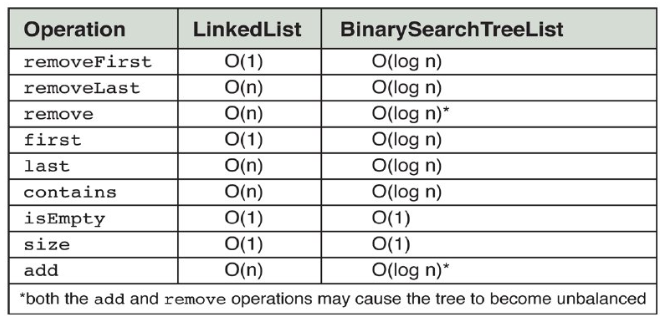 Operation LinkedList BinarySearchTreeList
removeFirst O(1) O(log n)
removeLast O(n) O(log n)
remove O(n) O(log n)*
first O(1) O(log n)
last O(n) O(log n)
contains O(n) O(log n)
isEmpty O(1) O(1)
size O(1) O(1)
add O(n) O(log n)*
*both the add and remove operations may cause the tree to become unbalanced